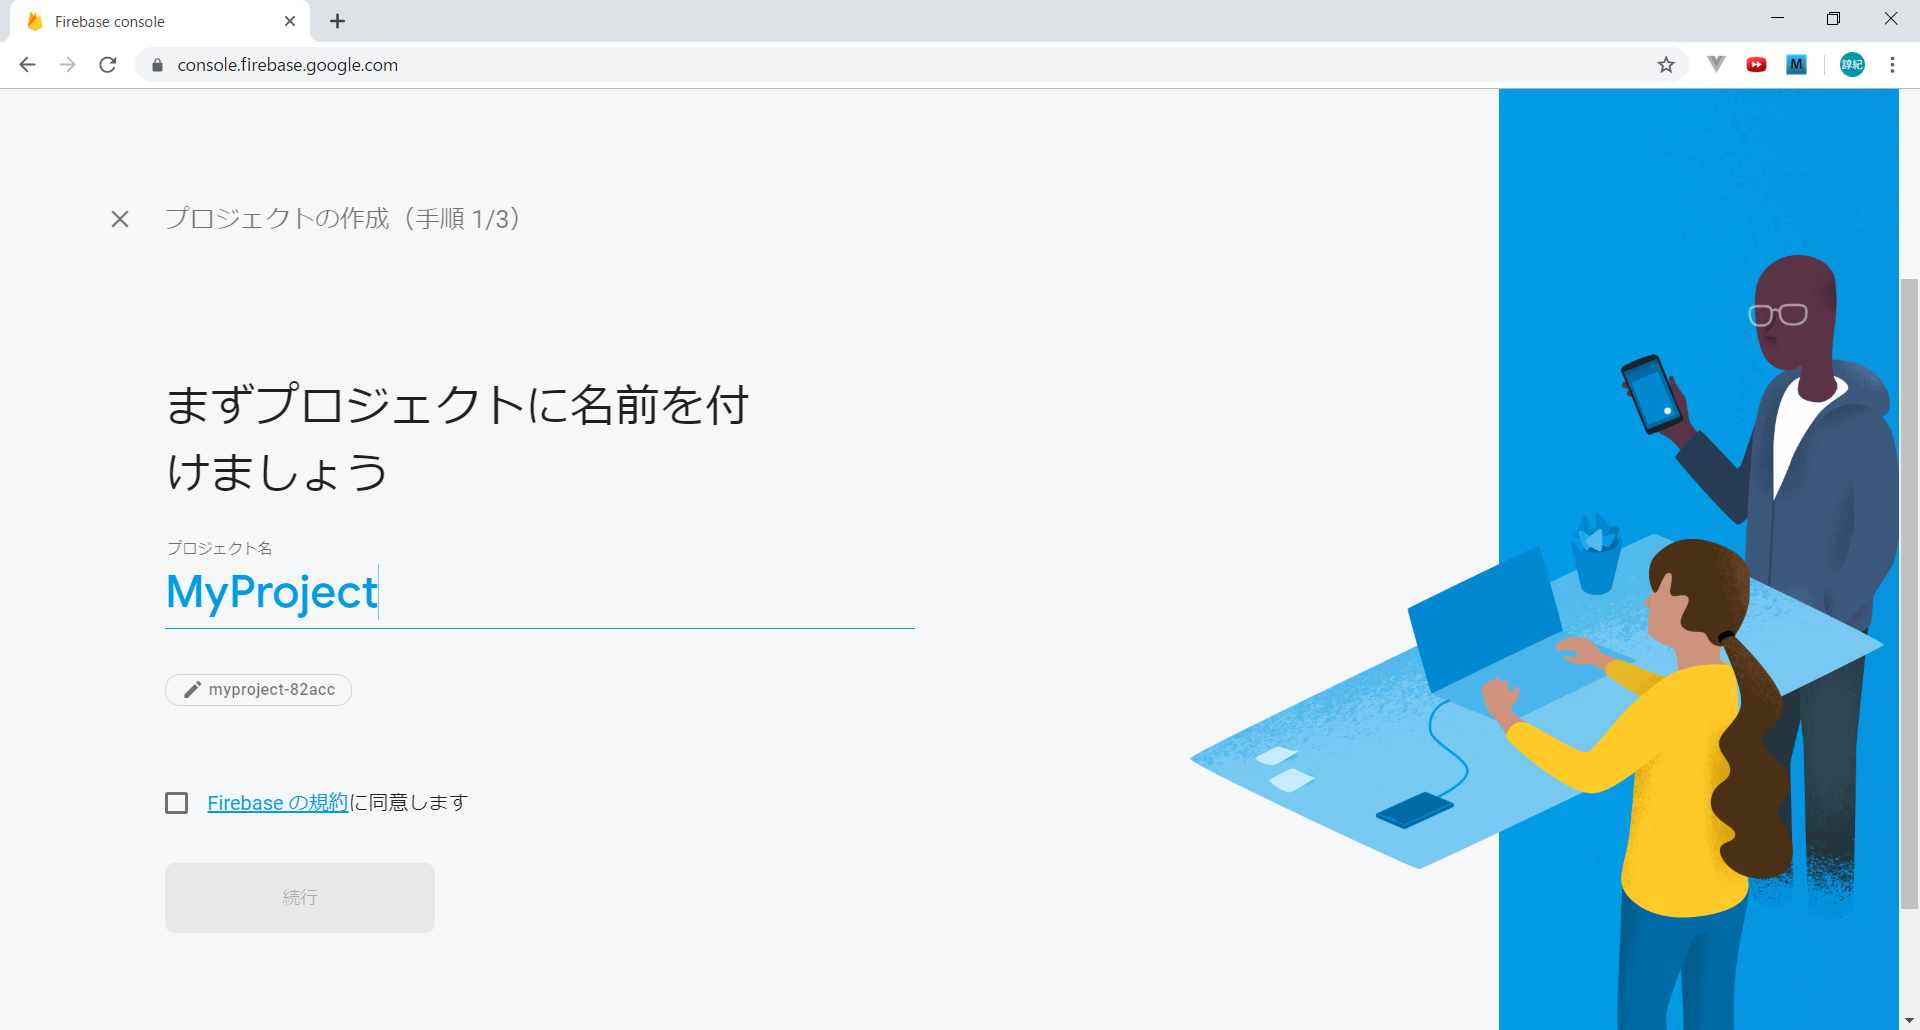 Firebase console
console.firebase.google.com
M
諄紀
プロジェクトの作成（手順 1/3）
まずプロジェクトに名前を付
けましょう
プロジェクト名
MyProject
myproject-82acc
Firebase の規約に同意します
続行